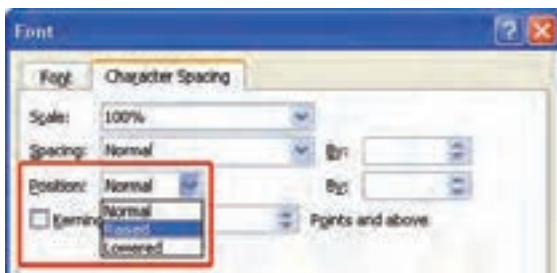 Font
Font Character Spacing
Scale: 100%
Spacing: Normal By:
Position: Normal By:
Normal
Kerning Points and above
Raised
Lowered